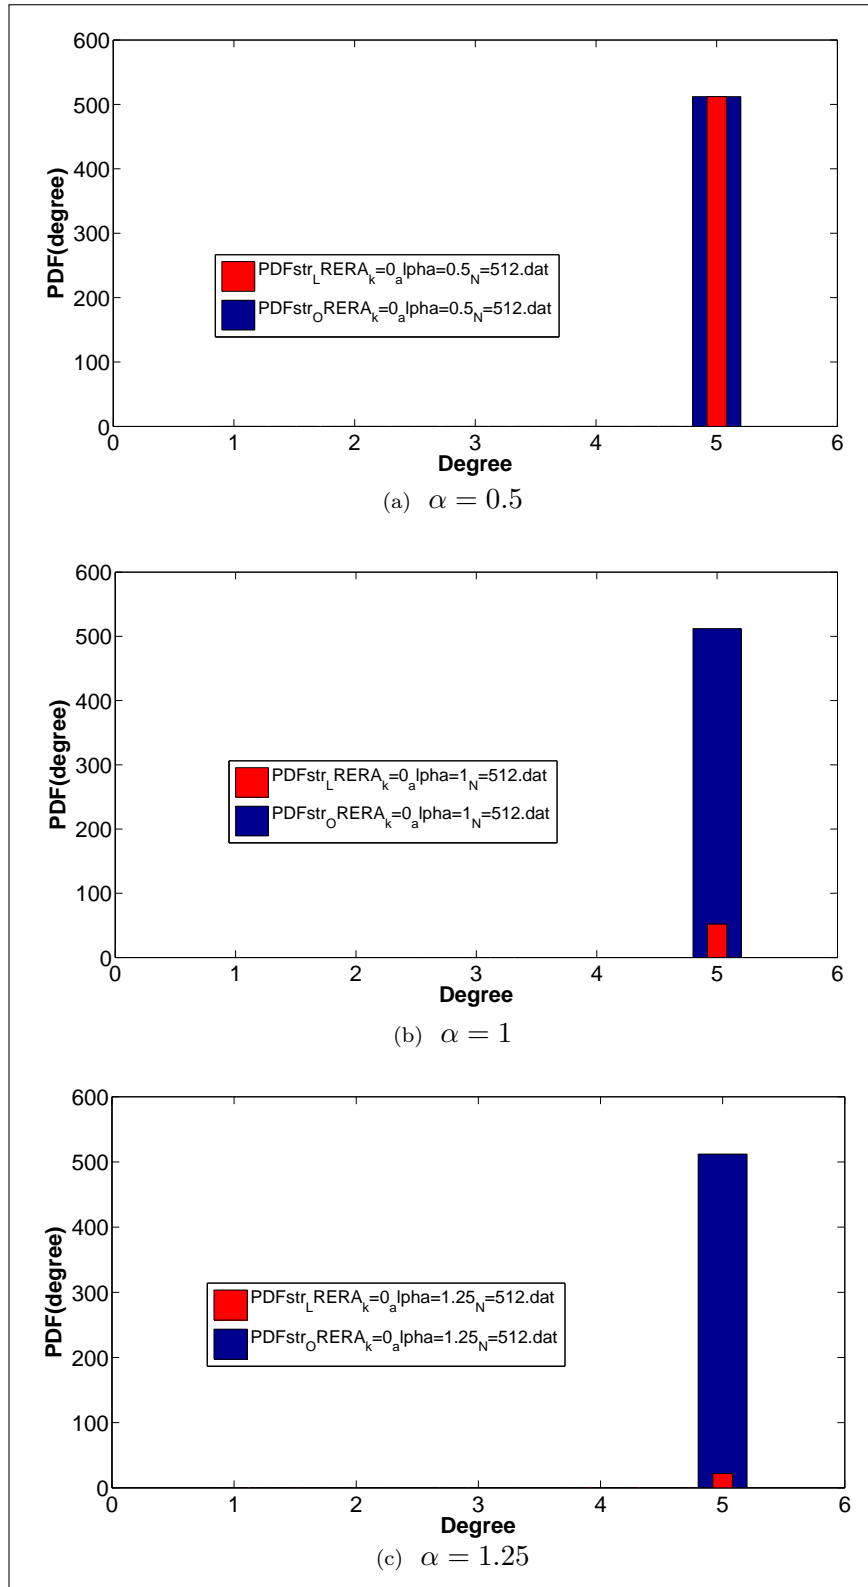 600
500
400
300
200
100
0
PDF(degree)
PDFstr_LRERA_k=0_alpha=0.5_N=512.dat
PDFstr_ORERA_k=0_alpha=0.5_N=512.dat
0 1 2 3 4 5 6
Degree
(a) α = 0.5
600
500
400
300
200
100
0
PDF(degree)
PDFstr_LRERA_k=0_alpha=1_N=512.dat
PDFstr_ORERA_k=0_alpha=1_N=512.dat
0 1 2 3 4 5 6
Degree
(b) α = 1
600
500
400
300
200
100
0
PDF(degree)
PDFstr_LRERA_k=0_alpha=1.25_N=512.dat
PDFstr_ORERA_k=0_alpha=1.25_N=512.dat
0 1 2 3 4 5 6
Degree
(c) α = 1.25